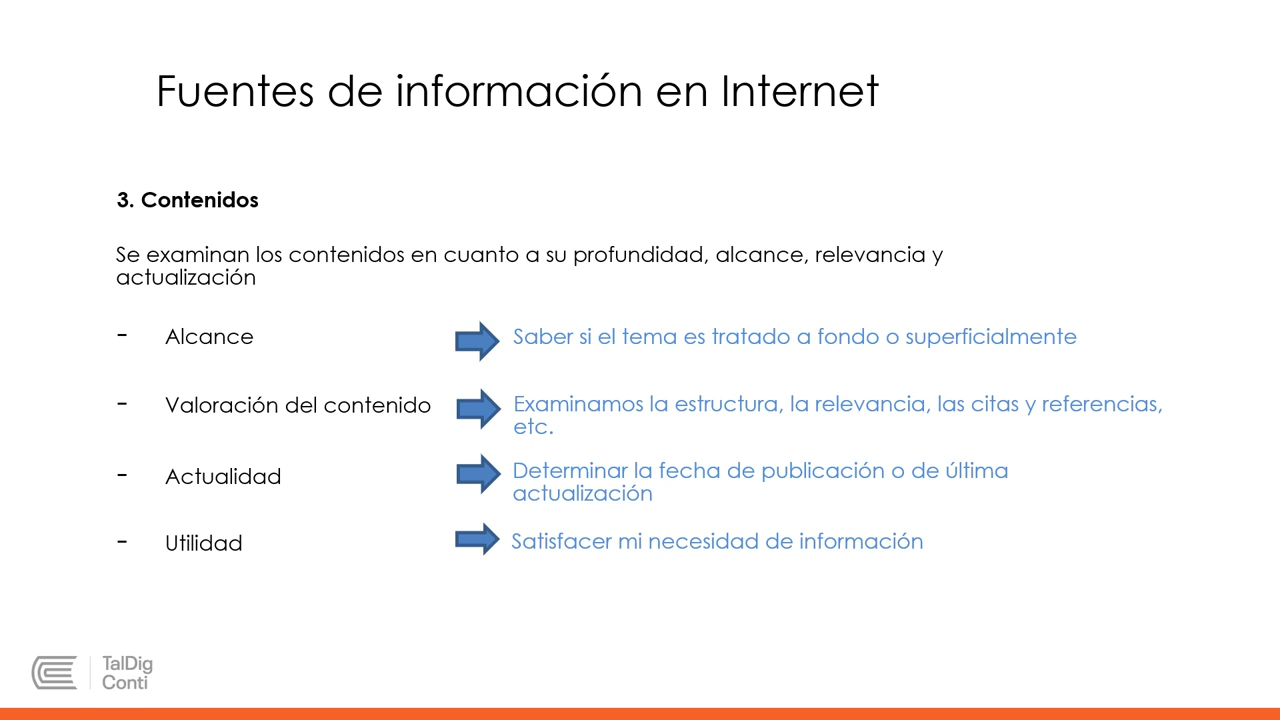 Fuentes de información en Internet
3. Contenidos
Se examinan los contenidos en cuanto a su profundidad, alcance, relevancia y
actualización
- Alcance
Saber si el tema es tratado a fondo o superficialmente
- Valoración del contenido
Examinamos la estructura, la relevancia, las citas y referencias,
etc.
- Actualidad
Determinar la fecha de publicación o de última
actualización
- Utilidad
Satisfacer mi necesidad de información
TalDig
Conti